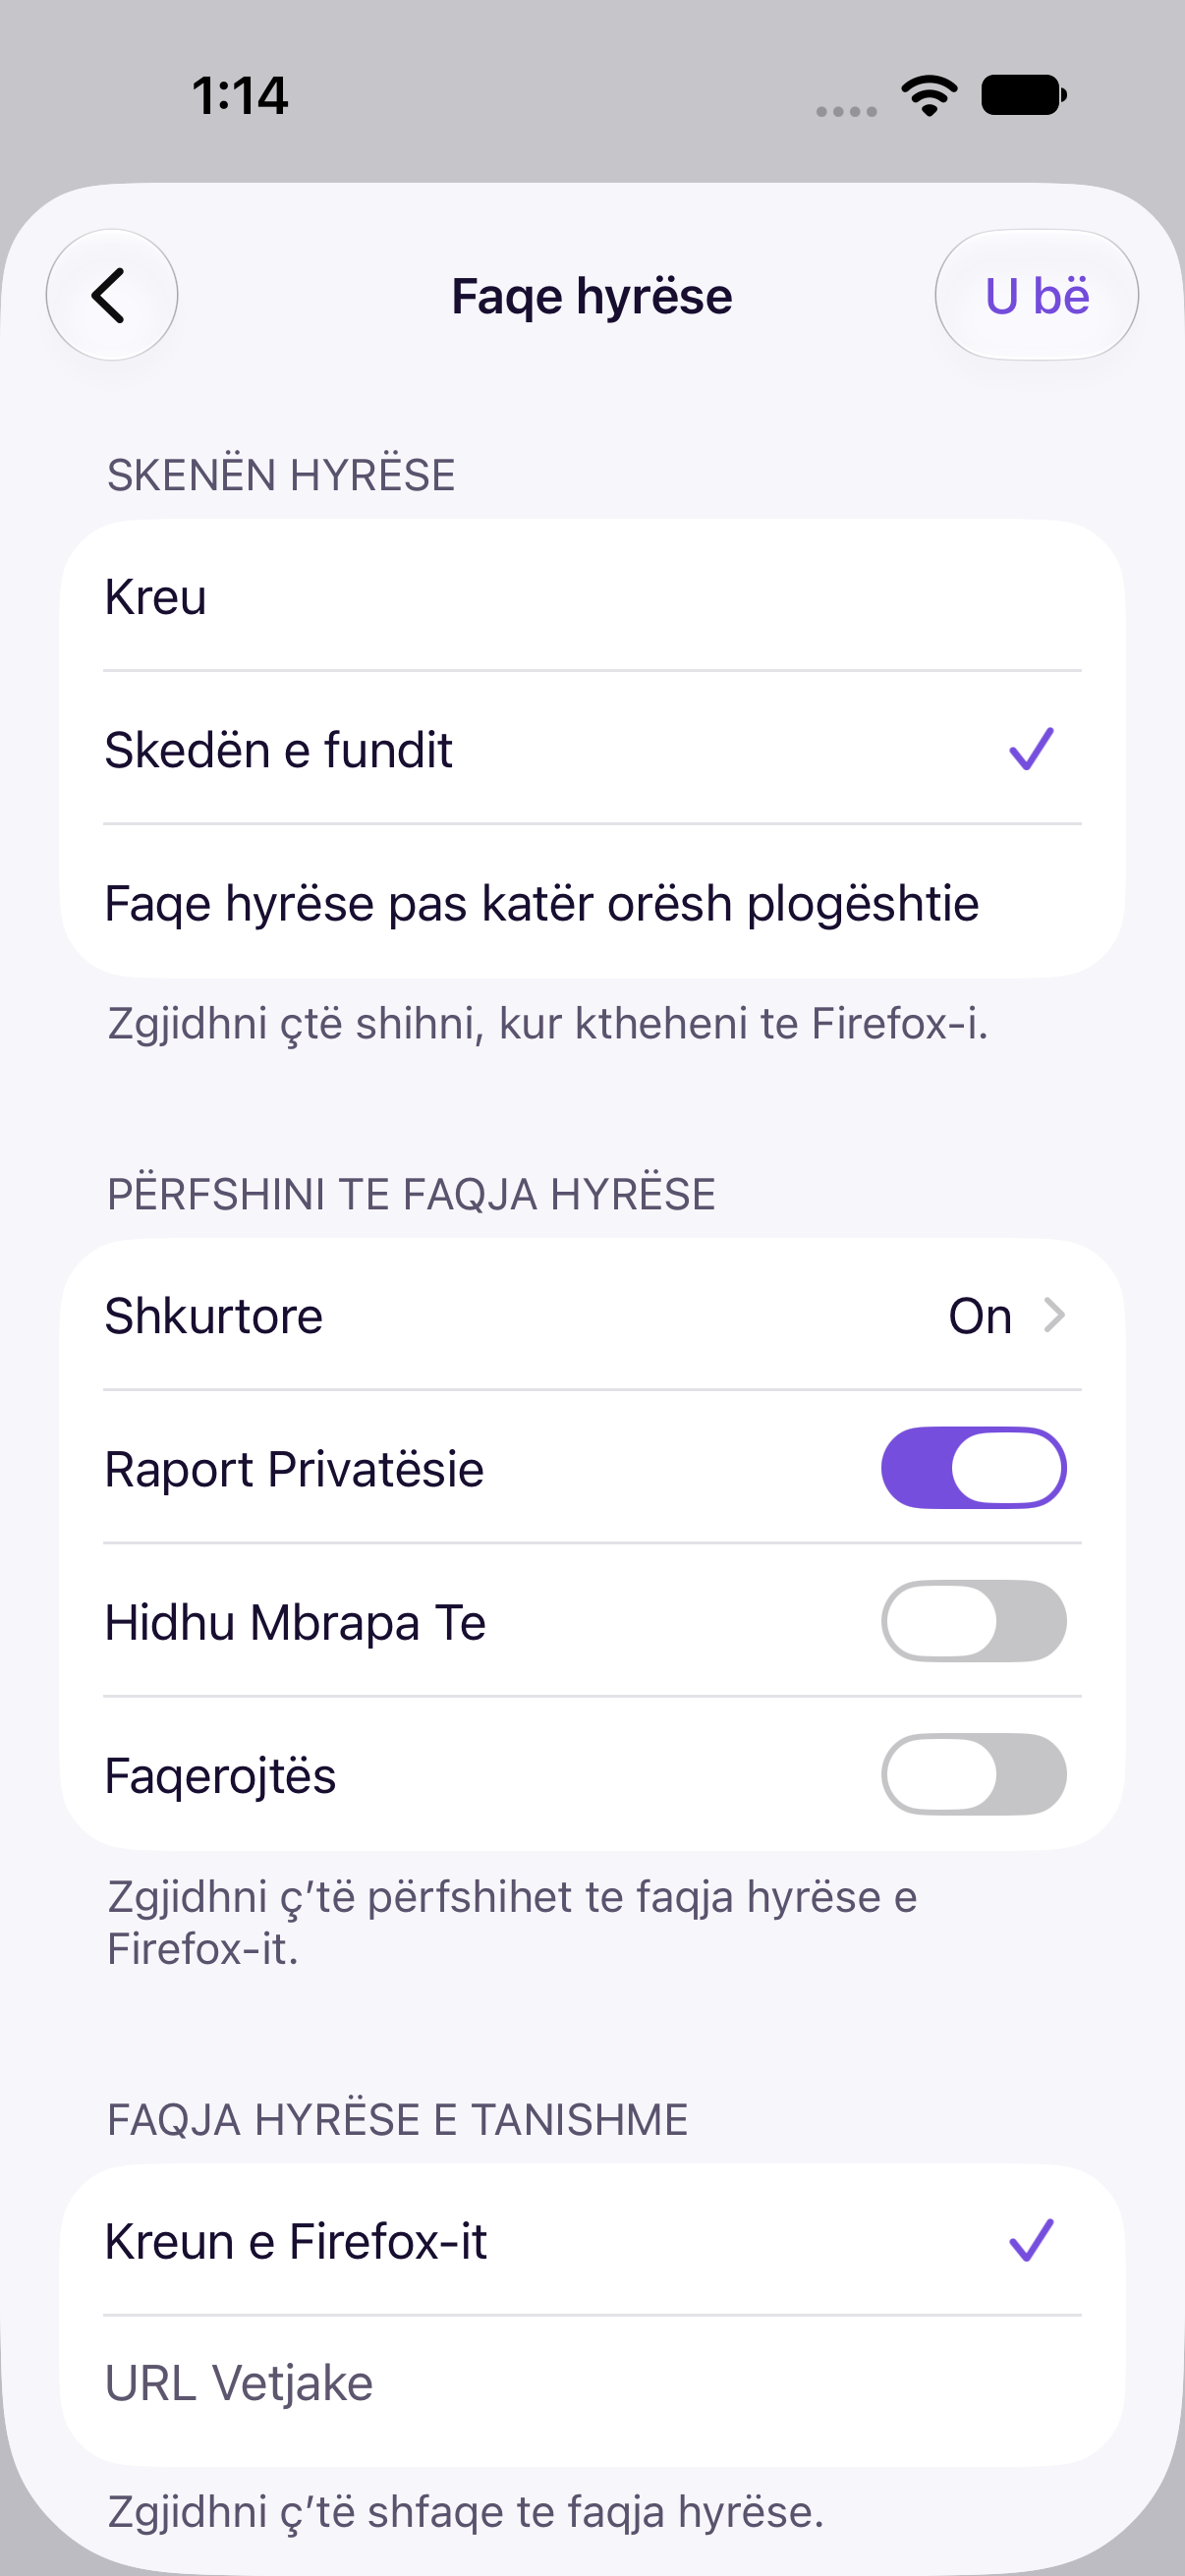 1:14
Faqe hyrëse
U bë
SKENËN HYRËSE
Kreu
Skedën e fundit
Faqe hyrëse pas katër orësh plogështie
Zgjidhni çtë shihni, kur ktheheni te Firefox-i.
PËRFSHINI TE FAQJA HYRËSE
Shkurtore
On
Raport Privatësie
Hidhu Mbrapa Te
Faqerojtës
Zgjidhni ç’të përfshihet te faqja hyrëse e
Firefox-it.
FAQJA HYRËSE E TANISHME
Kreun e Firefox-it
URL Vetjake
Zgjidhni ç’të shfaqe te faqja hyrëse.